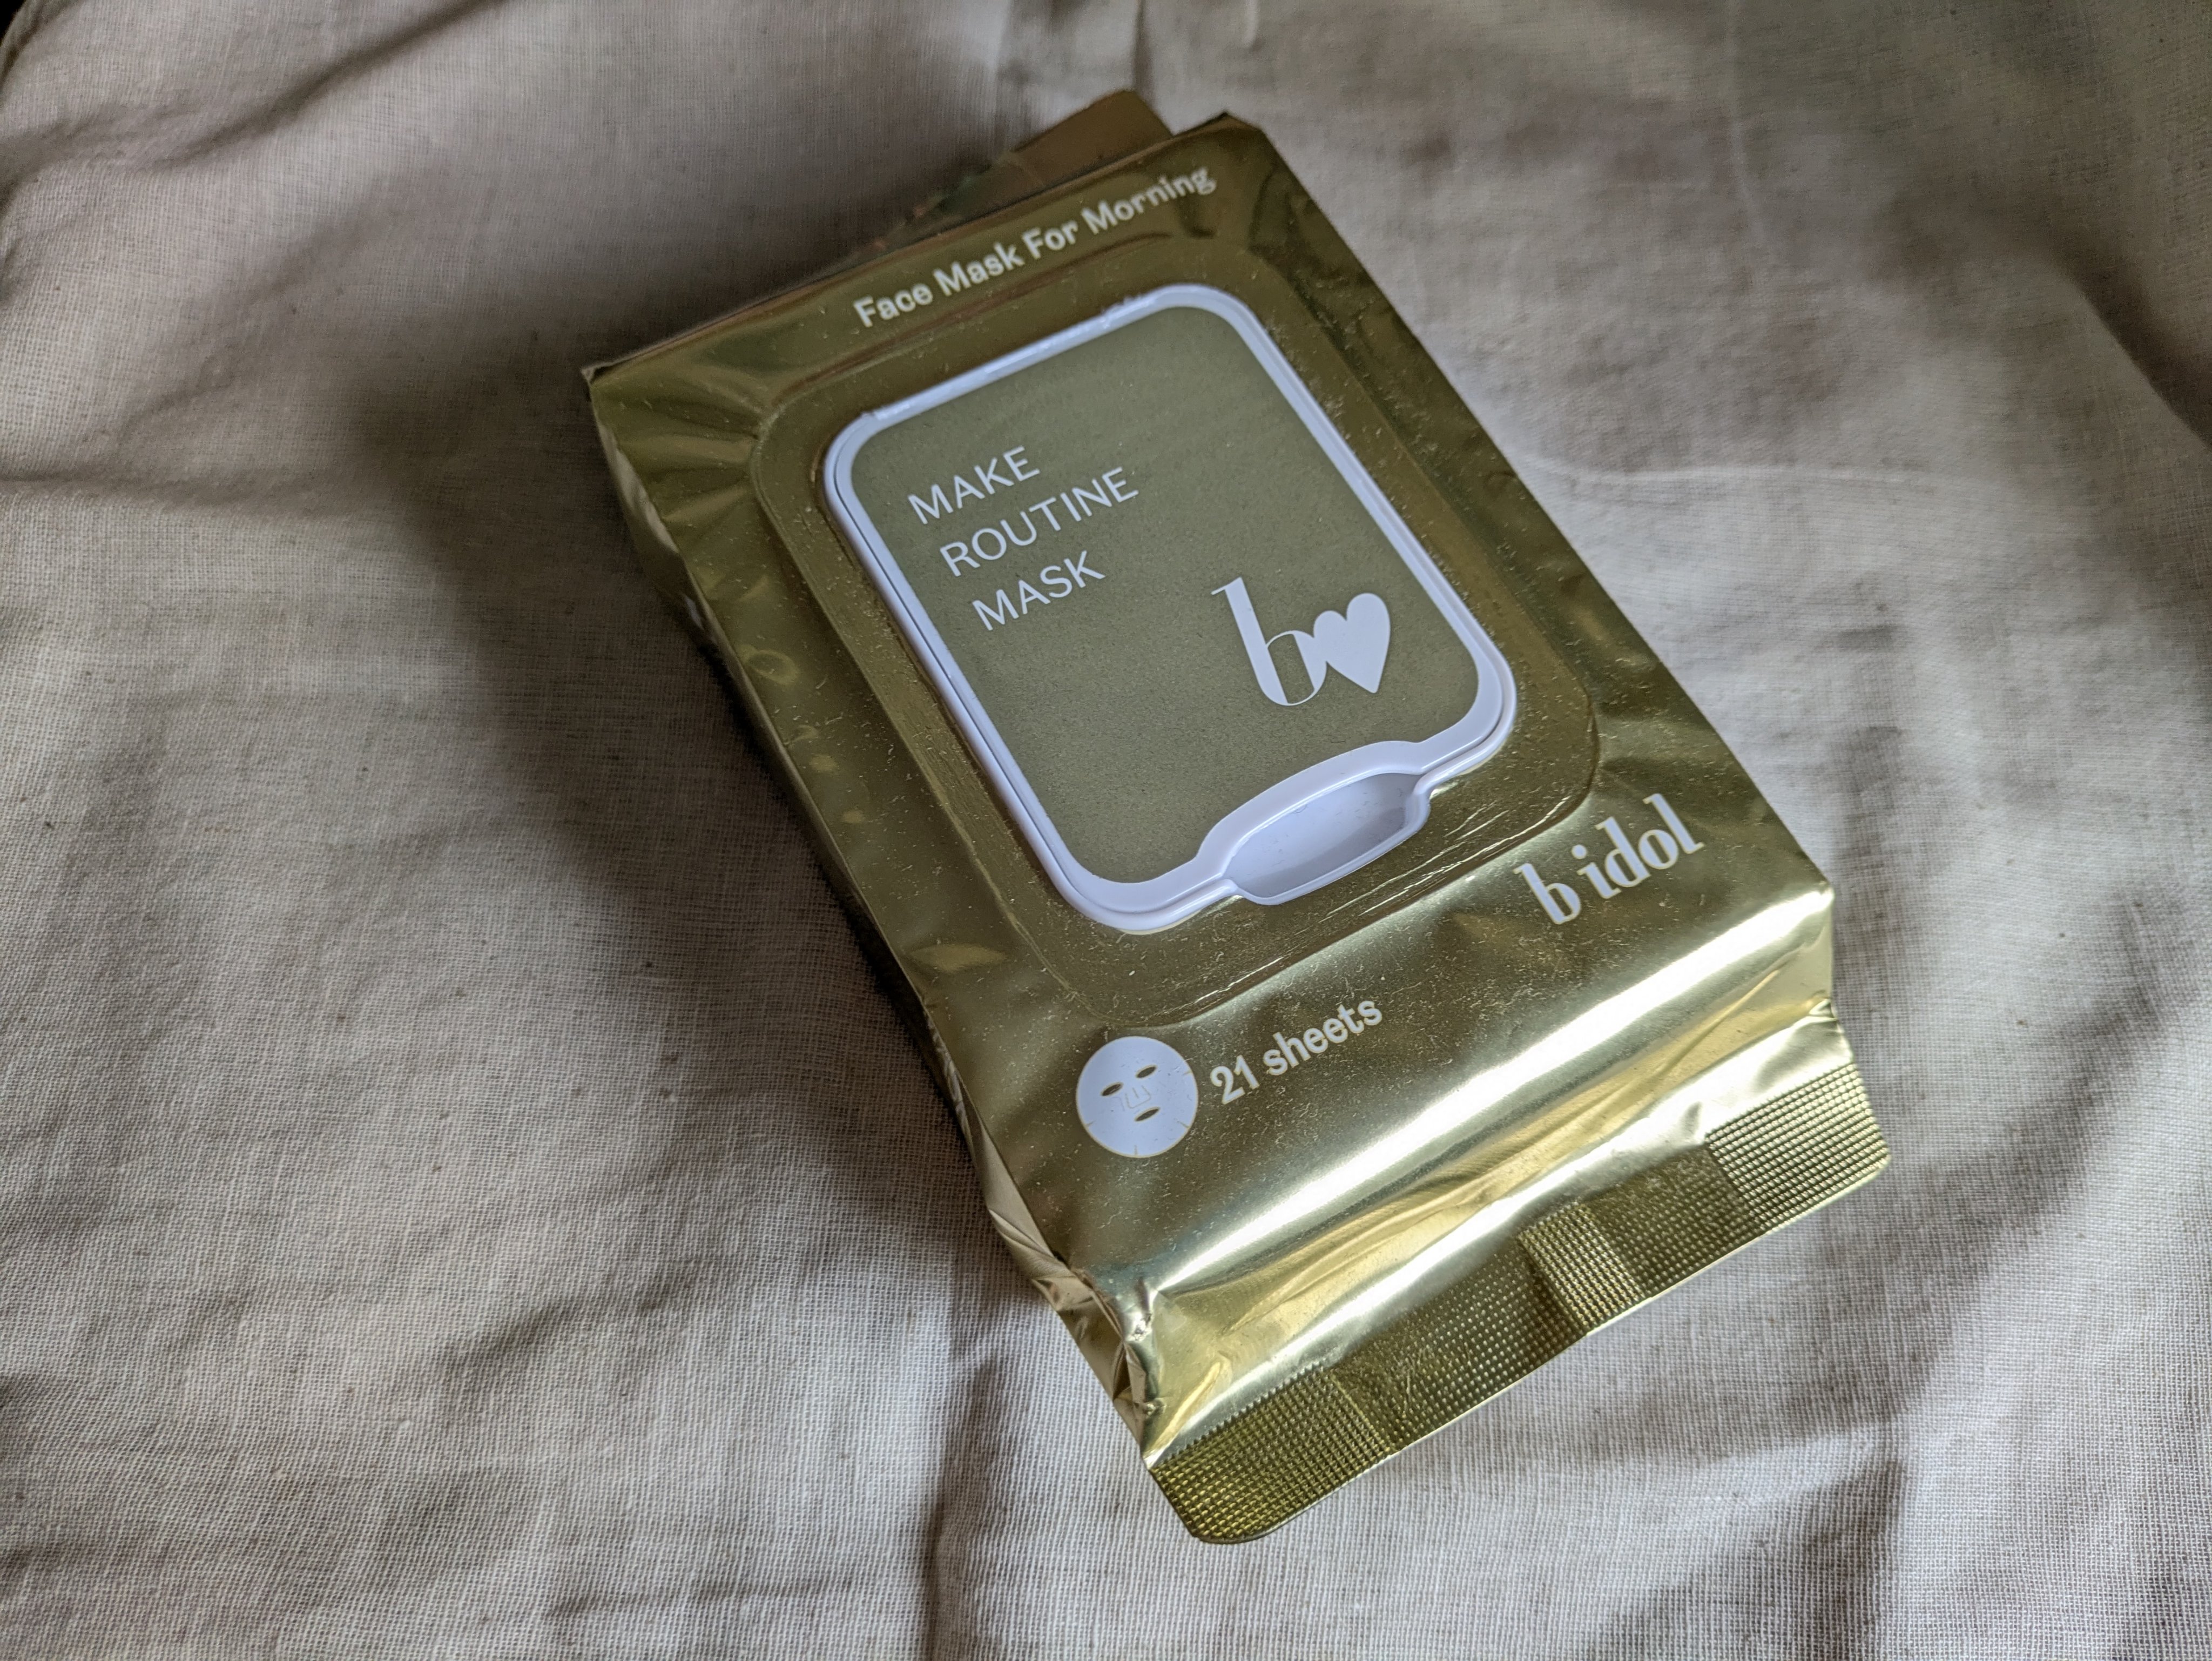 Face Mask For Morning
MAKE
ROUTINE
MASK
b
b idol
21 sheets